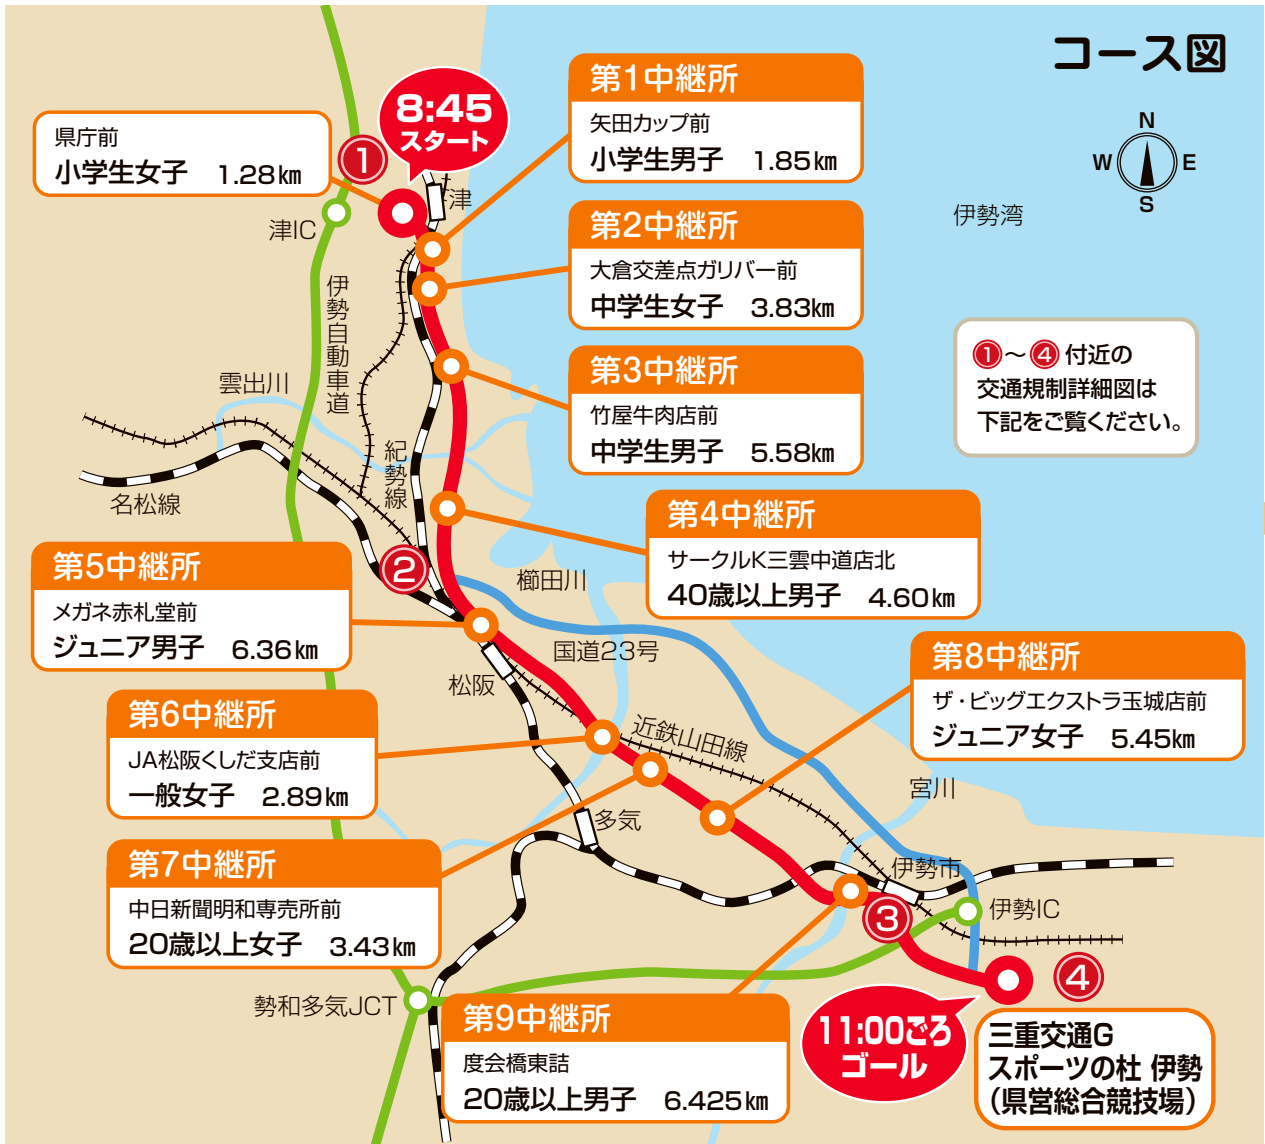 コース図
N
W
E
S
伊勢湾
県庁前
小学生女子 1.28km
8:45
スタート
1
津
津IC
伊勢自動車道
第1中継所
矢田カップ前
小学生男子 1.85km
第2中継所
大倉交差点ガリバー前
中学生女子 3.83km
第3中継所
竹屋牛肉店前
中学生男子 5.58km
①～④付近の
交通規制詳細図は
下記をご覧ください。
雲出川
紀勢線
名松線
第4中継所
サークルK三雲中道店北
40歳以上男子 4.60km
2
櫛田川
第5中継所
メガネ赤札堂前
ジュニア男子 6.36km
国道23号
松阪
第6中継所
JA松阪くしだ支店前
一般女子 2.89km
近鉄山田線
第8中継所
ザ・ビッグエクストラ玉城店前
ジュニア女子 5.45km
宮川
多気
第7中継所
中日新聞明和専売所前
20歳以上女子 3.43km
伊勢市
3
伊勢IC
4
勢和多気JCT
第9中継所
度会橋東詰
20歳以上男子 6.425km
11:00ごろ
ゴール
三重交通G
スポーツの杜 伊勢
（県営総合競技場）